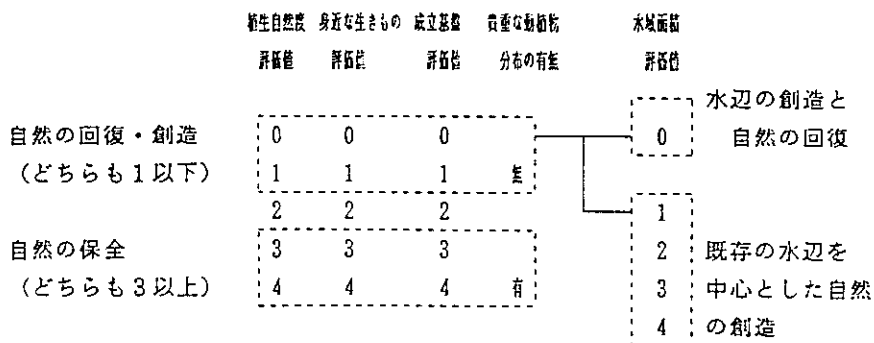 植生自然度 身近な生きもの 成立基盤 貴重な動植物 水域面積
評価値 評価値 評価値 分布の有無 評価値
水辺の創造と
自然の回復・創造 0 0 0 0 自然の回復
(どちらも1以下) 1 1 1 無
2 2 2 1
自然の保全 3 3 3 2 既存の水辺を
(どちらも3以上) 4 4 4 有 3 中心とした自然
4 の創造